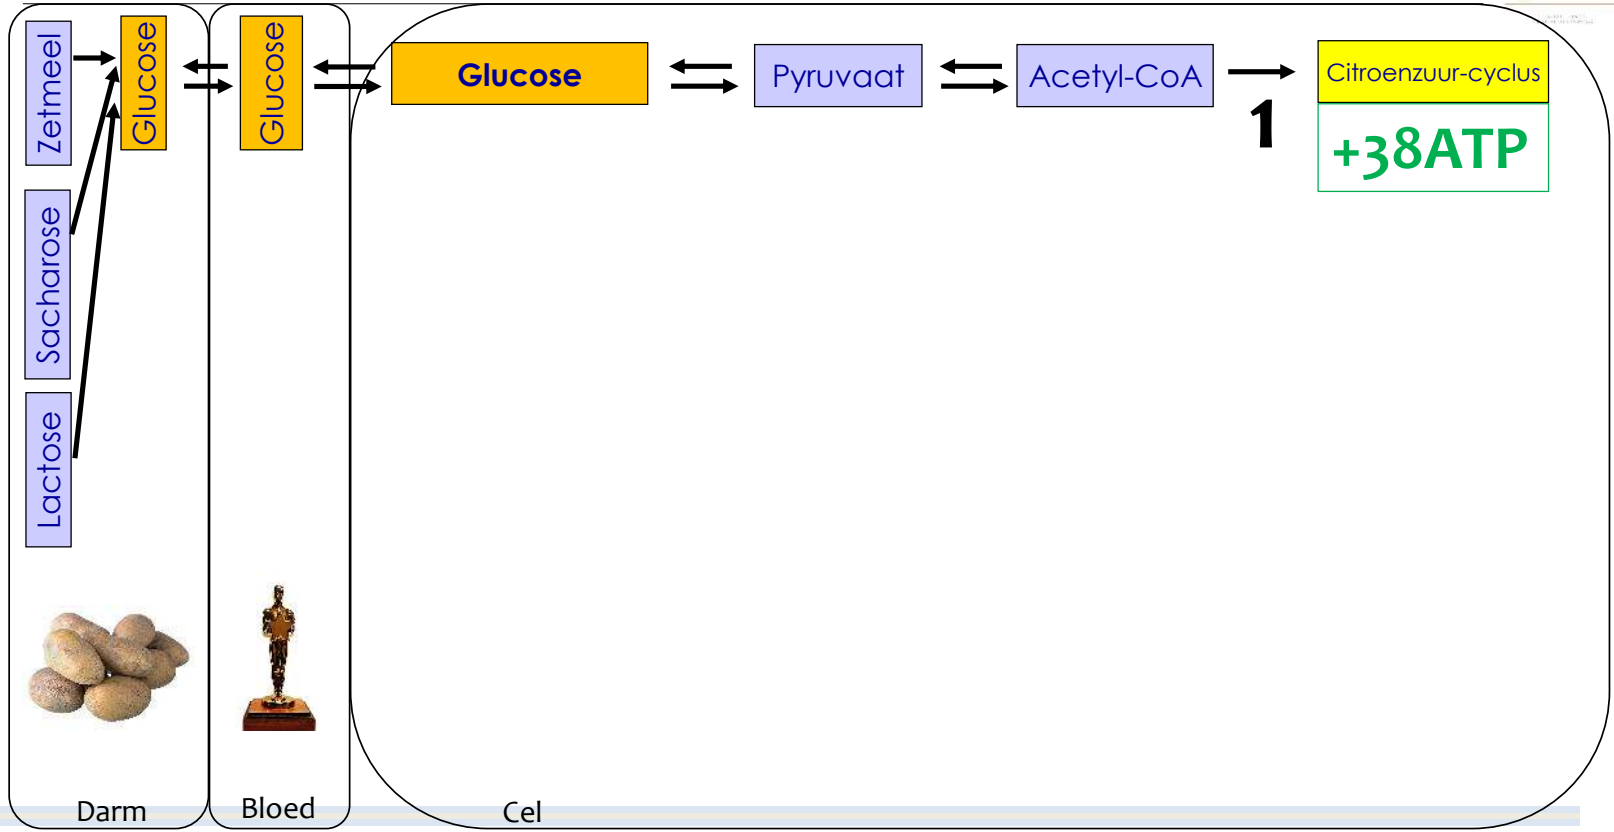 Zetmeel
Sacharose
Lactose
Glucose
Glucose
Glucose
Pyruvaat
Acetyl-CoA
1
Citroenzuur-cyclus
+38ATP
Darm
Bloed
Cel